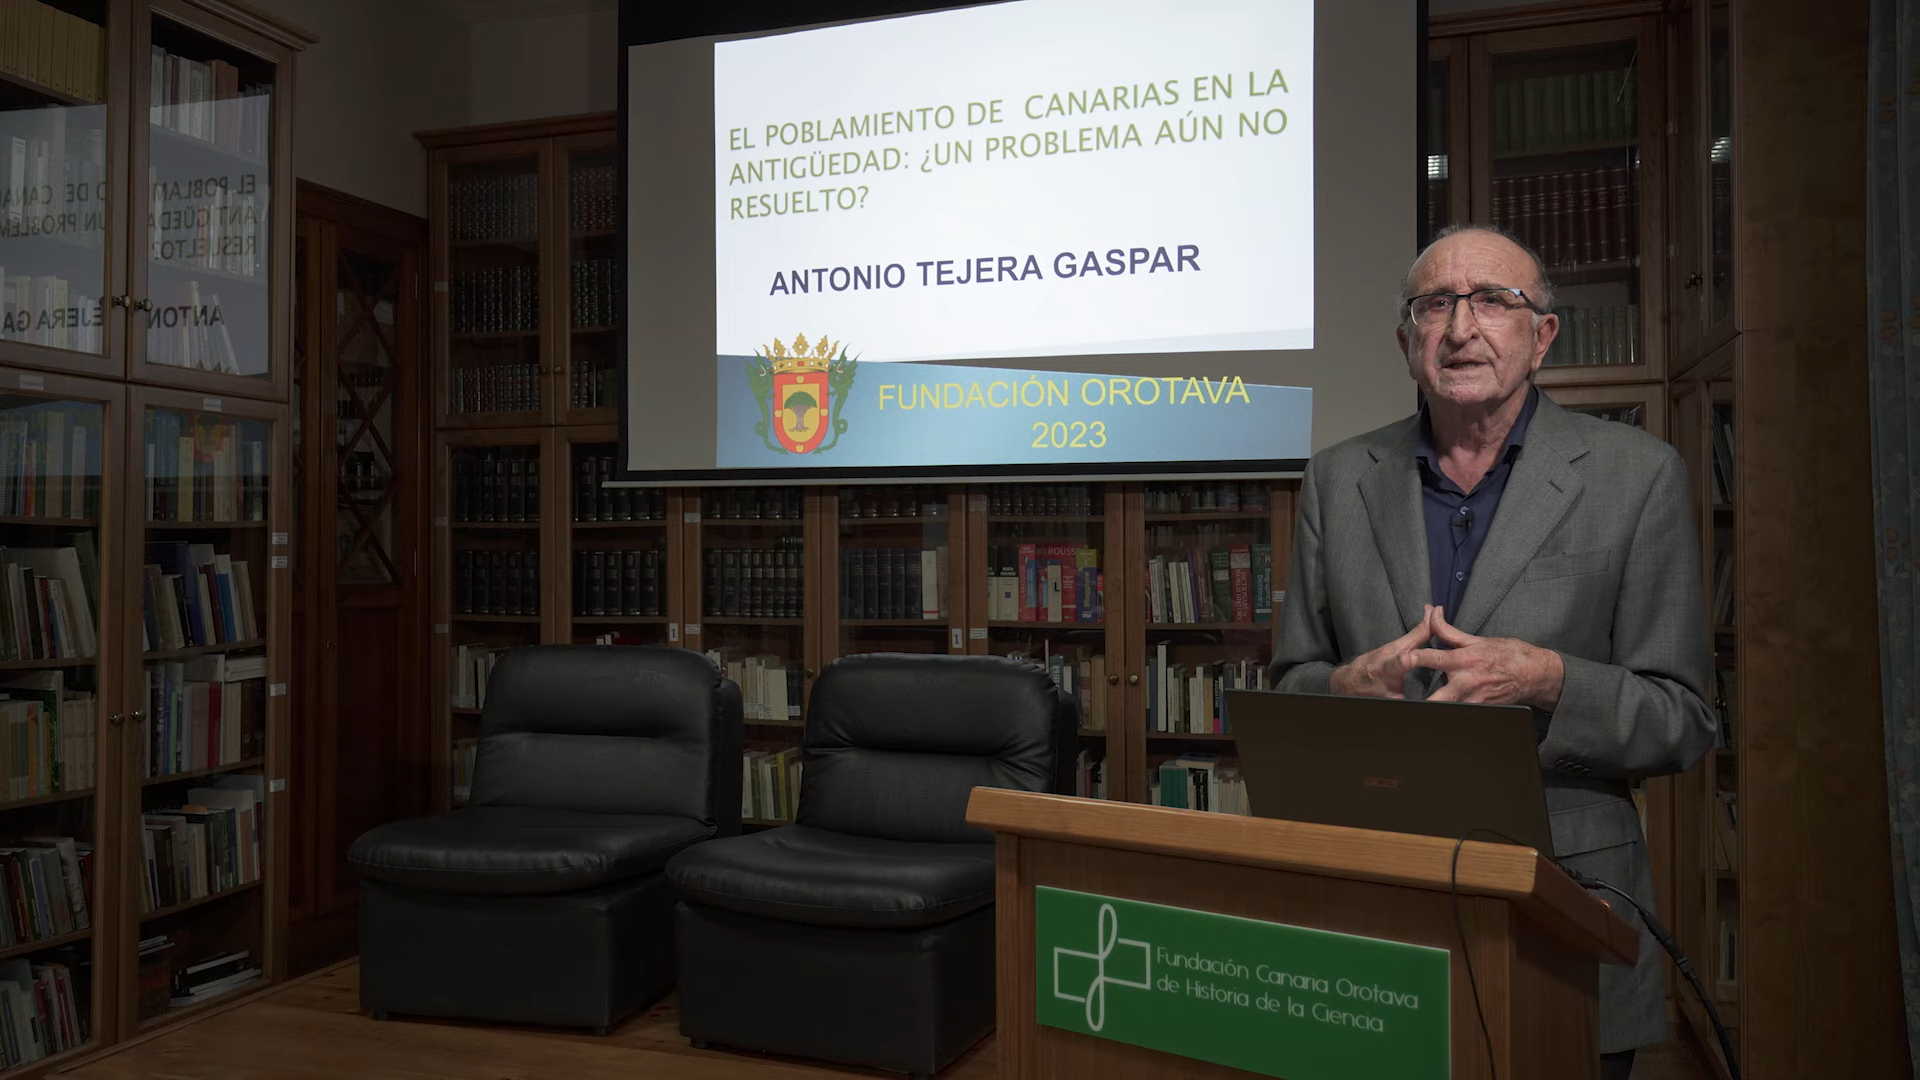 EL POBLAMIENTO DE CANARIAS EN LA
ANTIGÜEDAD: ¿UN PROBLEMA AÚN NO
RESUELTO?
ANTONIO TEJERA GASPAR
FUNDACIÓN OROTAVA
2023
acer
Fundación Canaria Orotava
de Historia de la Ciencia